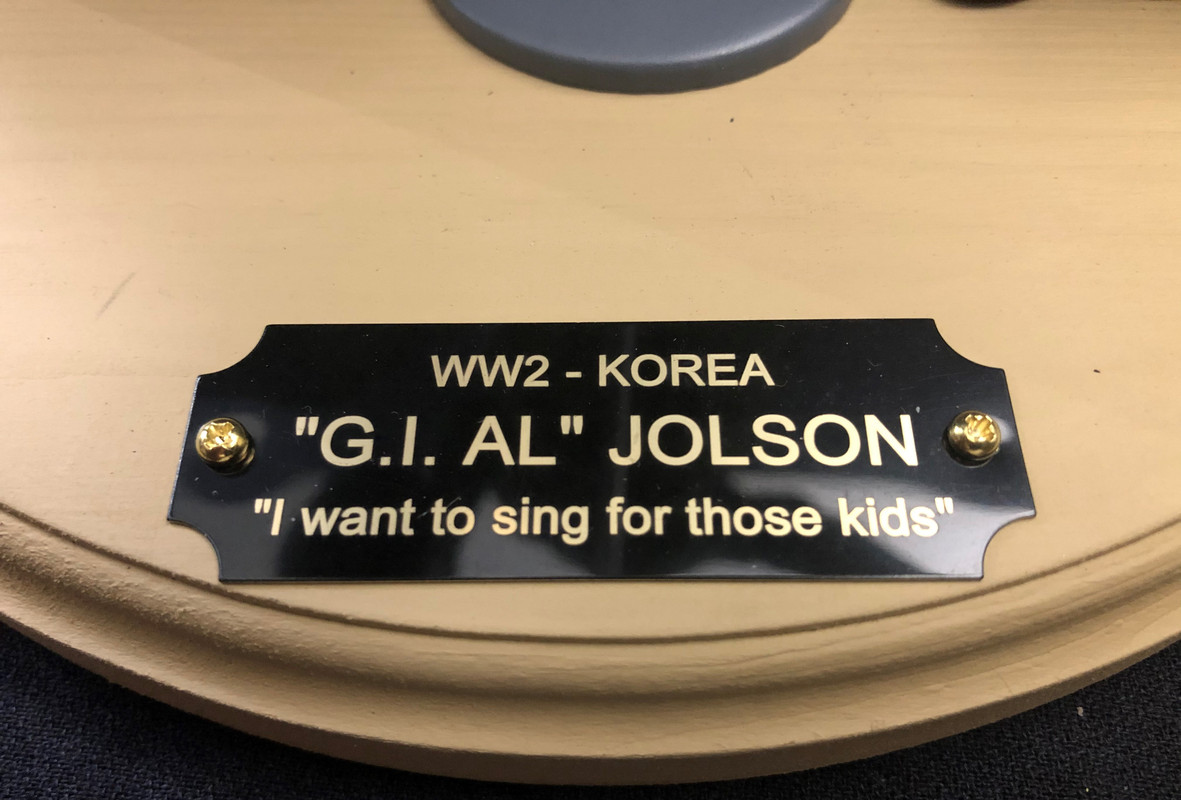 WW2 - KOREA
"G.I. AL" JOLSON
"I want to sing for those kids"